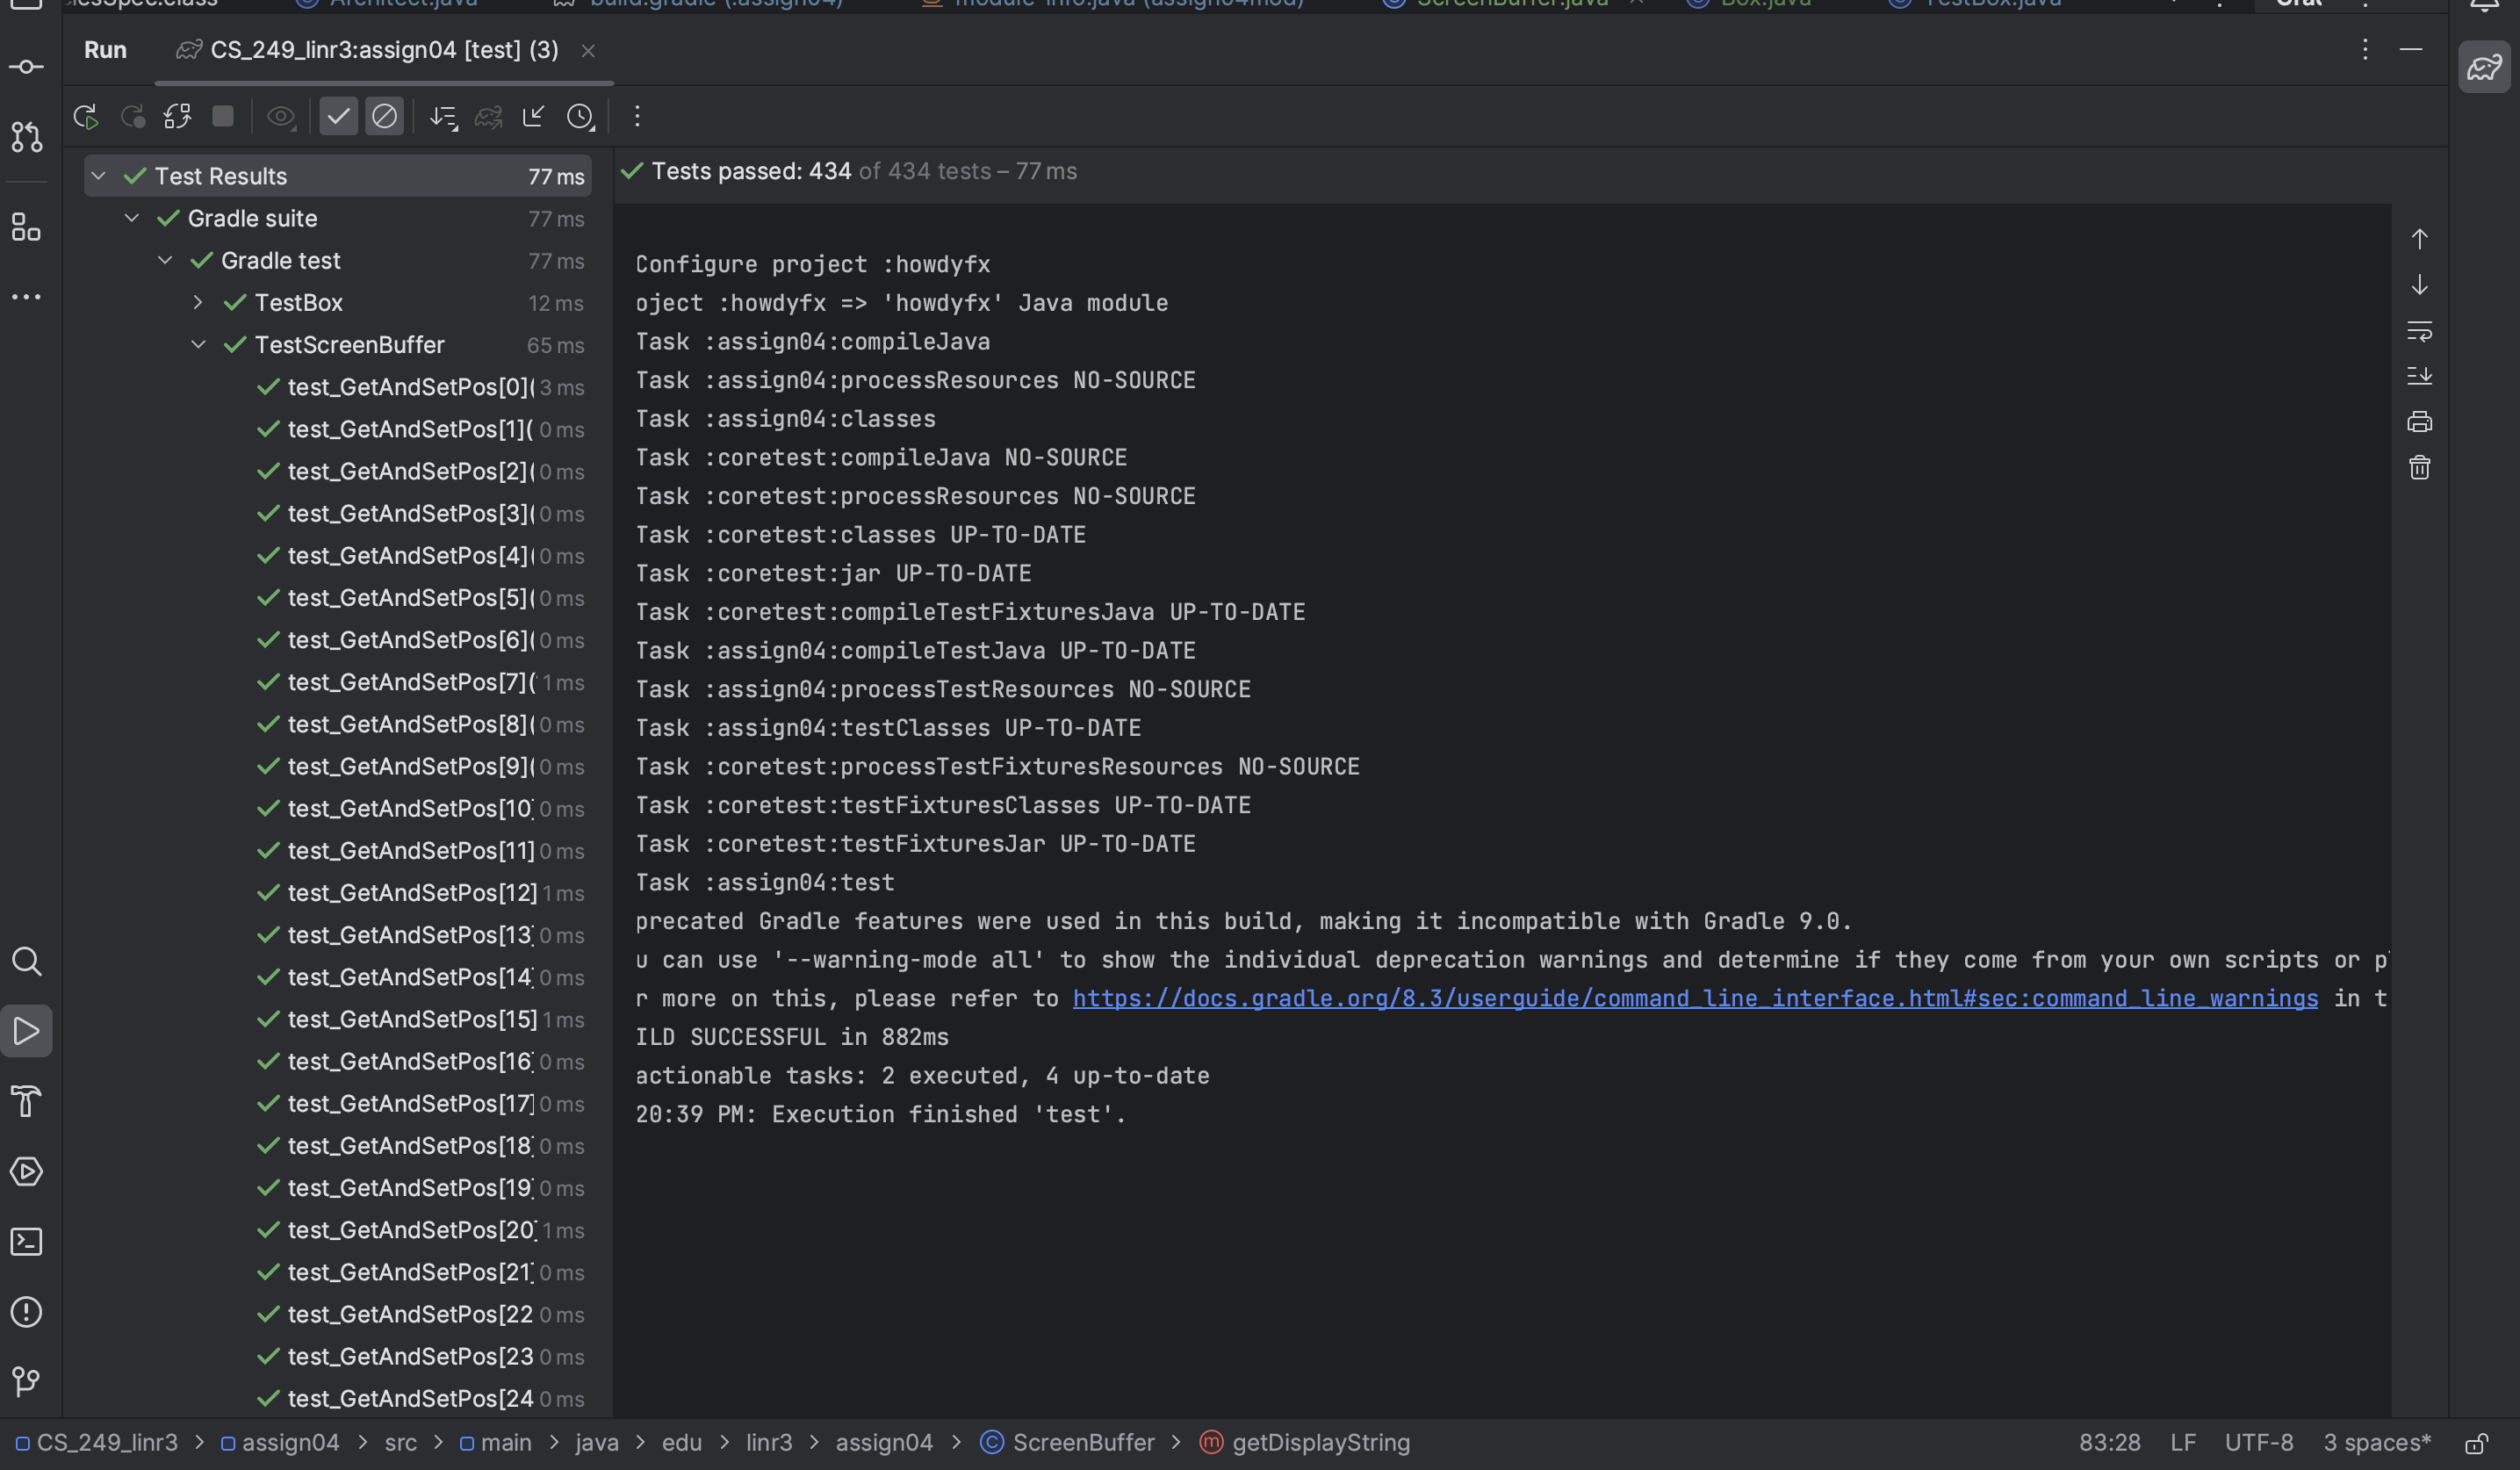 Architect.java
build.gradle (:assign04)
module-info.java (assign04mod)
ScreenBuffer.java
Box.java
TestBox.java
Run
CS_249_linr3:assign04 [test] (3)
Test Results 77 ms
Gradle suite 77 ms
Gradle test 77 ms
TestBox 12 ms
TestScreenBuffer 65 ms
test_GetAndSetPos[0]( 3 ms
test_GetAndSetPos[1]( 0 ms
test_GetAndSetPos[2]( 0 ms
test_GetAndSetPos[3]( 0 ms
test_GetAndSetPos[4]( 0 ms
test_GetAndSetPos[5]( 0 ms
test_GetAndSetPos[6]( 0 ms
test_GetAndSetPos[7]( 1 ms
test_GetAndSetPos[8]( 0 ms
test_GetAndSetPos[9]( 0 ms
test_GetAndSetPos[10] 0 ms
test_GetAndSetPos[11] 0 ms
test_GetAndSetPos[12] 1 ms
test_GetAndSetPos[13] 0 ms
test_GetAndSetPos[14] 0 ms
test_GetAndSetPos[15] 1 ms
test_GetAndSetPos[16] 0 ms
test_GetAndSetPos[17] 0 ms
test_GetAndSetPos[18] 0 ms
test_GetAndSetPos[19] 0 ms
test_GetAndSetPos[20] 1 ms
test_GetAndSetPos[21] 0 ms
test_GetAndSetPos[22 0 ms
test_GetAndSetPos[23 0 ms
test_GetAndSetPos[24 0 ms
Tests passed: 434 of 434 tests – 77 ms
Configure project :howdyfx
oject :howdyfx => 'howdyfx' Java module
Task :assign04:compileJava
Task :assign04:processResources NO-SOURCE
Task :assign04:classes
Task :coretest:compileJava NO-SOURCE
Task :coretest:processResources NO-SOURCE
Task :coretest:classes UP-TO-DATE
Task :coretest:jar UP-TO-DATE
Task :coretest:compileTestFixturesJava UP-TO-DATE
Task :assign04:compileTestJava UP-TO-DATE
Task :assign04:processTestResources NO-SOURCE
Task :assign04:testClasses UP-TO-DATE
Task :coretest:processTestFixturesResources NO-SOURCE
Task :coretest:testFixturesClasses UP-TO-DATE
Task :coretest:testFixturesJar UP-TO-DATE
Task :assign04:test
precated Gradle features were used in this build, making it incompatible with Gradle 9.0.
u can use '--warning-mode all' to show the individual deprecation warnings and determine if they come from your own scripts or pl
r more on this, please refer to https://docs.gradle.org/8.3/userguide/command_line_interface.html#sec:command_line_warnings in t
ILD SUCCESSFUL in 882ms
actionable tasks: 2 executed, 4 up-to-date
20:39 PM: Execution finished 'test'.
CS_249_linr3 > assign04 > src > main > java > edu > linr3 > assign04 > ScreenBuffer > getDisplayString
83:28 LF UTF-8 3 spaces*